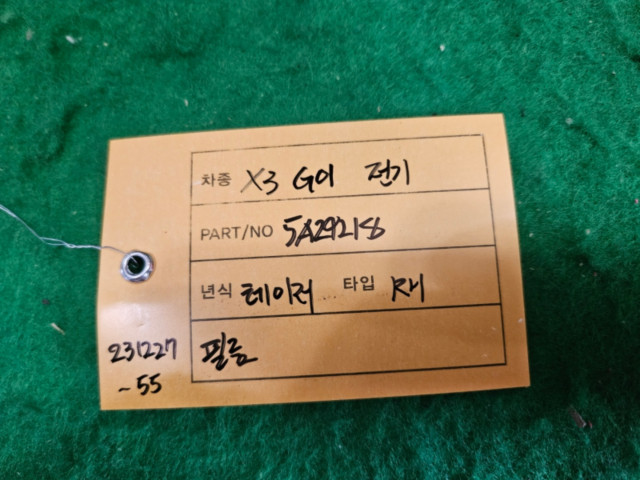 차종 X3 G01 전기
PART/NO 5A29218
년식 테이저 타입 RH
필름
231227
-55